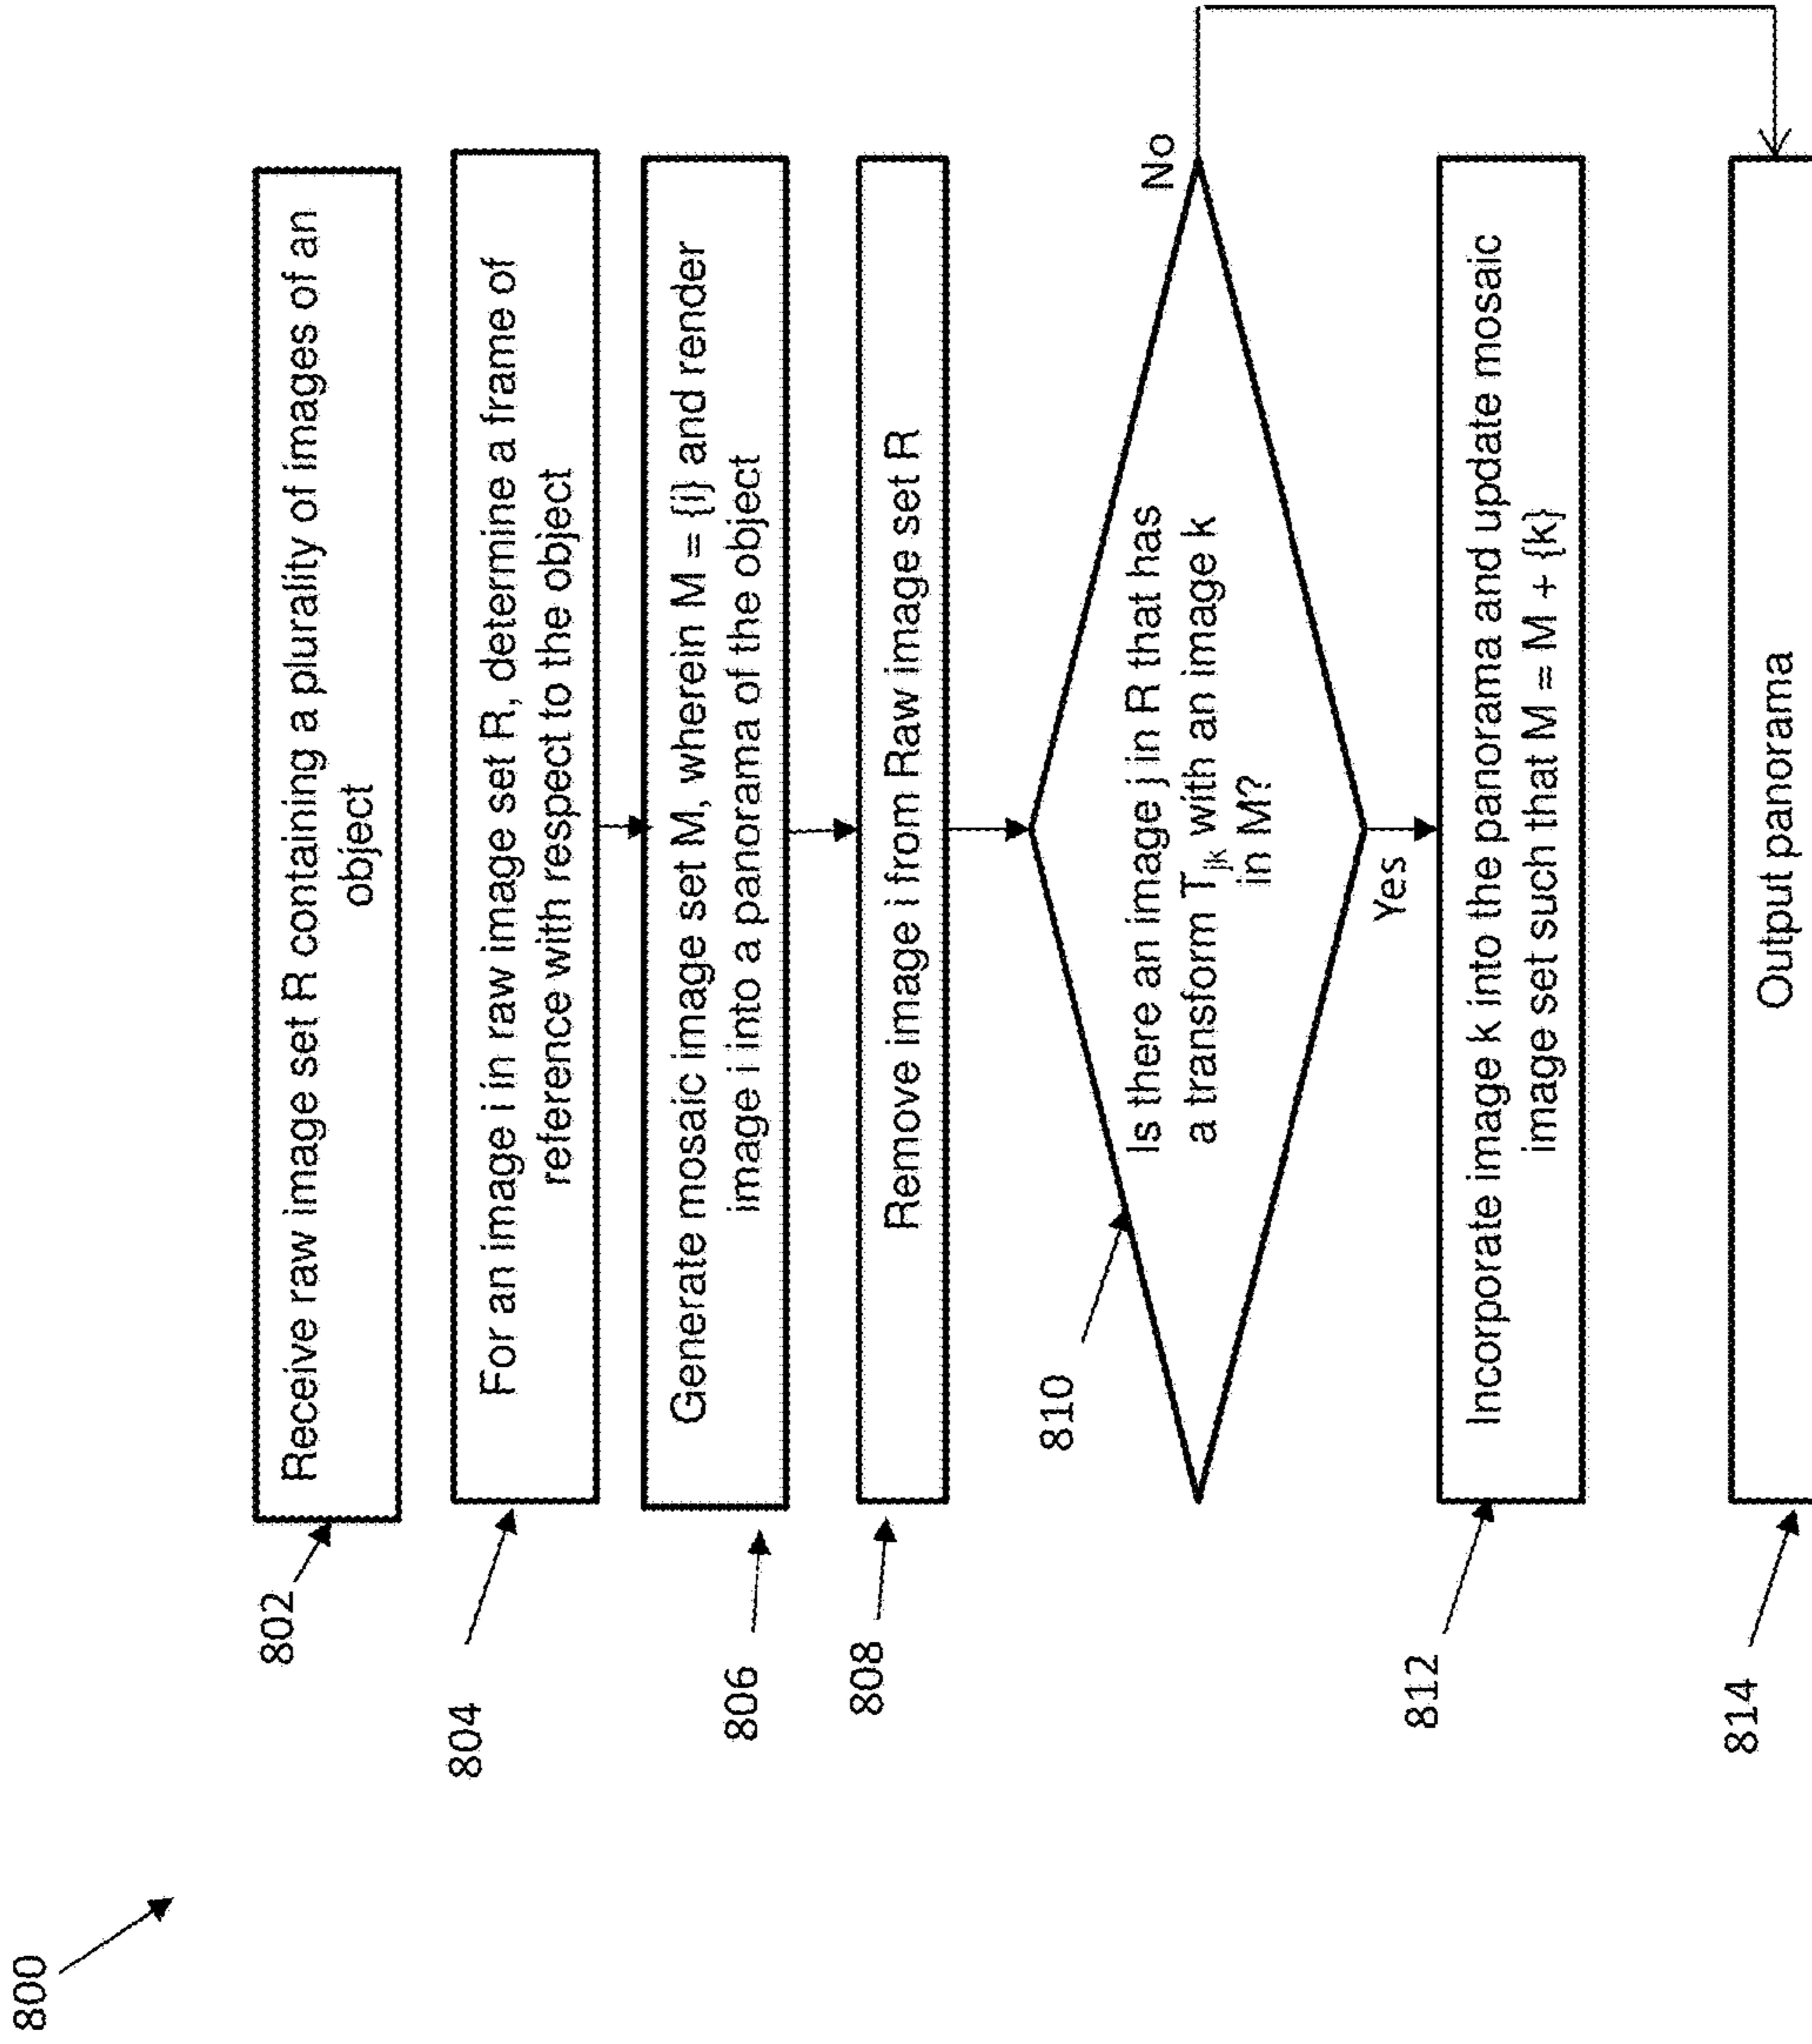 800
802
Receive raw image set R containing a plurality of images of an
object
804
For an image i in raw image set R, determine a frame of
reference with respect to the object
806
Generate mosaic image set M, wherein M = {i} and render
image i into a panorama of the object
808
Remove image i from Raw image set R
810
Is there an image j in R that has
a transform Tjk with an image k
in M?
No
Yes
812
Incorporate image k into the panorama and update mosaic
image set such that M = M + {k}
814
Output panorama